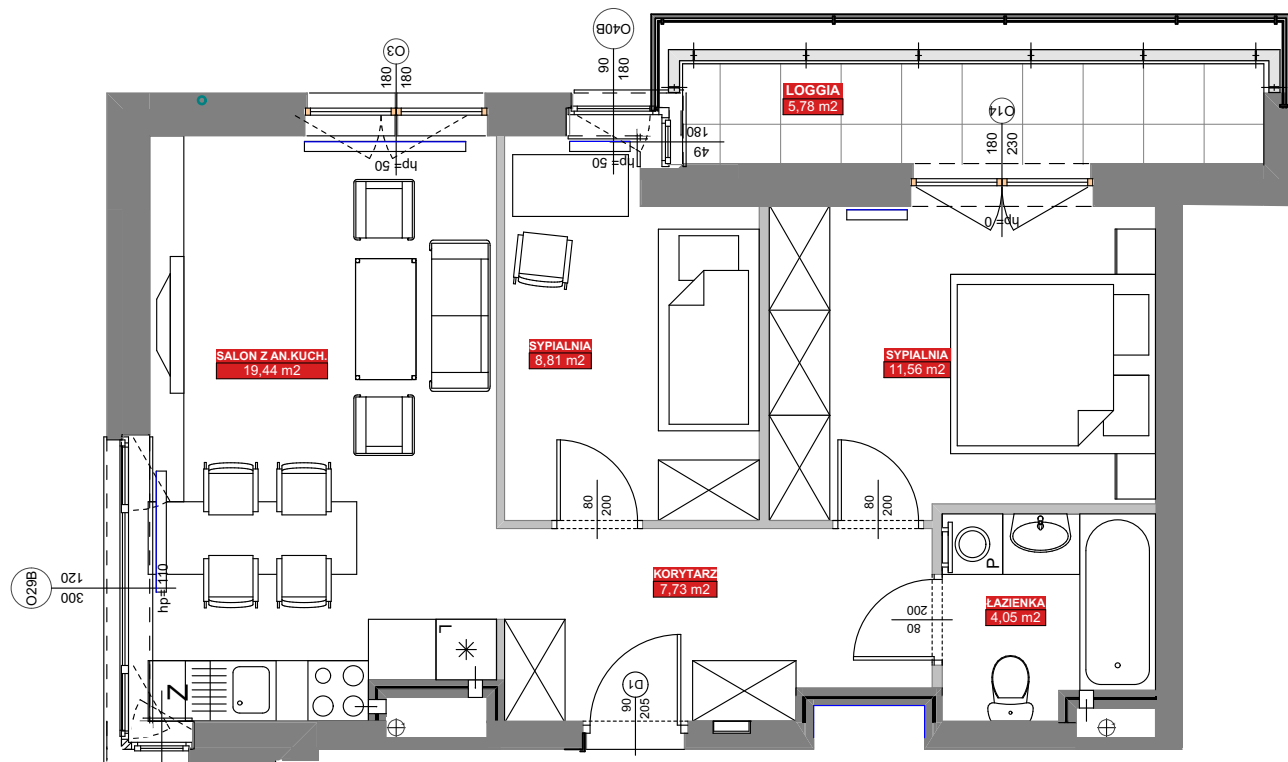 O3
180
180
O40B
90
180
LOGGIA
5,78 m2
O14
180
230
180
49
hp=50
hp=50
hp=0
SALON Z AN.KUCH.
19,44 m2
SYPIALNIA
8,81 m2
SYPIALNIA
11,56 m2
80
200
80
200
O29B
120
300
hp=110
KORYTARZ
7,73 m2
ŁAZIENKA
4,05 m2
P
200
80
L
Z
D1
90
205